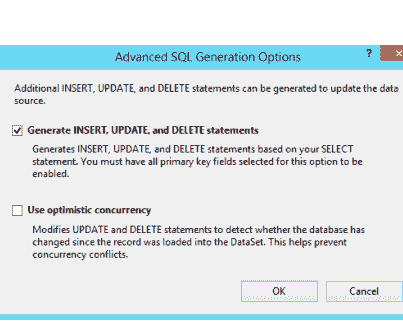 Advanced SQL Generation Options
?
Additional INSERT, UPDATE, and DELETE statements can be generated to update the data
source.
Generate INSERT, UPDATE, and DELETE statements
Generates INSERT, UPDATE, and DELETE statements based on your SELECT
statement. You must have all primary key fields selected for this option to be
enabled.
Use optimistic concurrency
Modifies UPDATE and DELETE statements to detect whether the database has
changed since the record was loaded into the DataSet. This helps prevent
concurrency conflicts.
OK Cancel